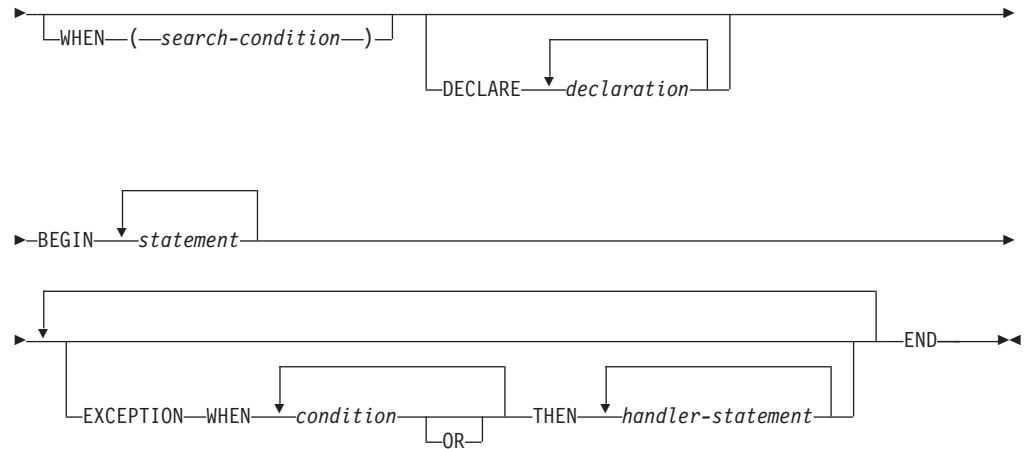 WHEN (search-condition)
DECLARE declaration
BEGIN statement
END
EXCEPTION WHEN condition THEN handler-statement
OR